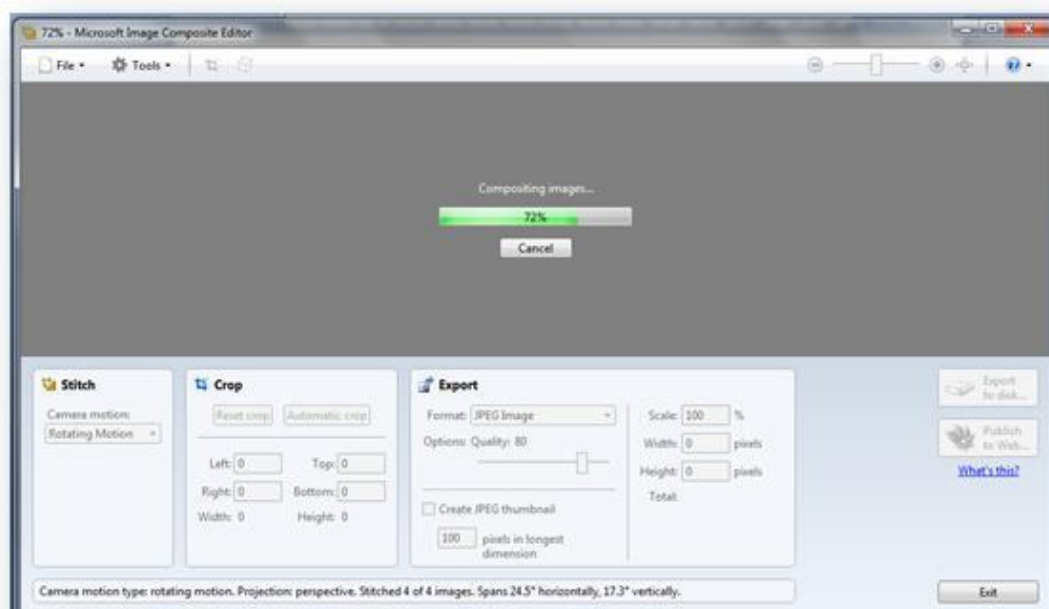 72% - Microsoft Image Composite Editor
File Tools
Compositing images...
72%
Cancel
Stitch
Camera motion:
Rotating Motion
Crop
Reset crop Automatic crop
Left: 0 Top: 0
Right: 0 Bottom: 0
Width: 0 Height: 0
Export
Format: JPEG Image
Options: Quality: 80
Create JPEG thumbnail
100 pixels in longest
dimension
Scale: 100 %
Width: 0 pixels
Height: 0 pixels
Total:
Export
to disk...
Publish
to Web...
What's this?
Camera motion type: rotating motion. Projection: perspective. Stitched 4 of 4 images. Spans 24.5° horizontally, 17.3° vertically.
Exit